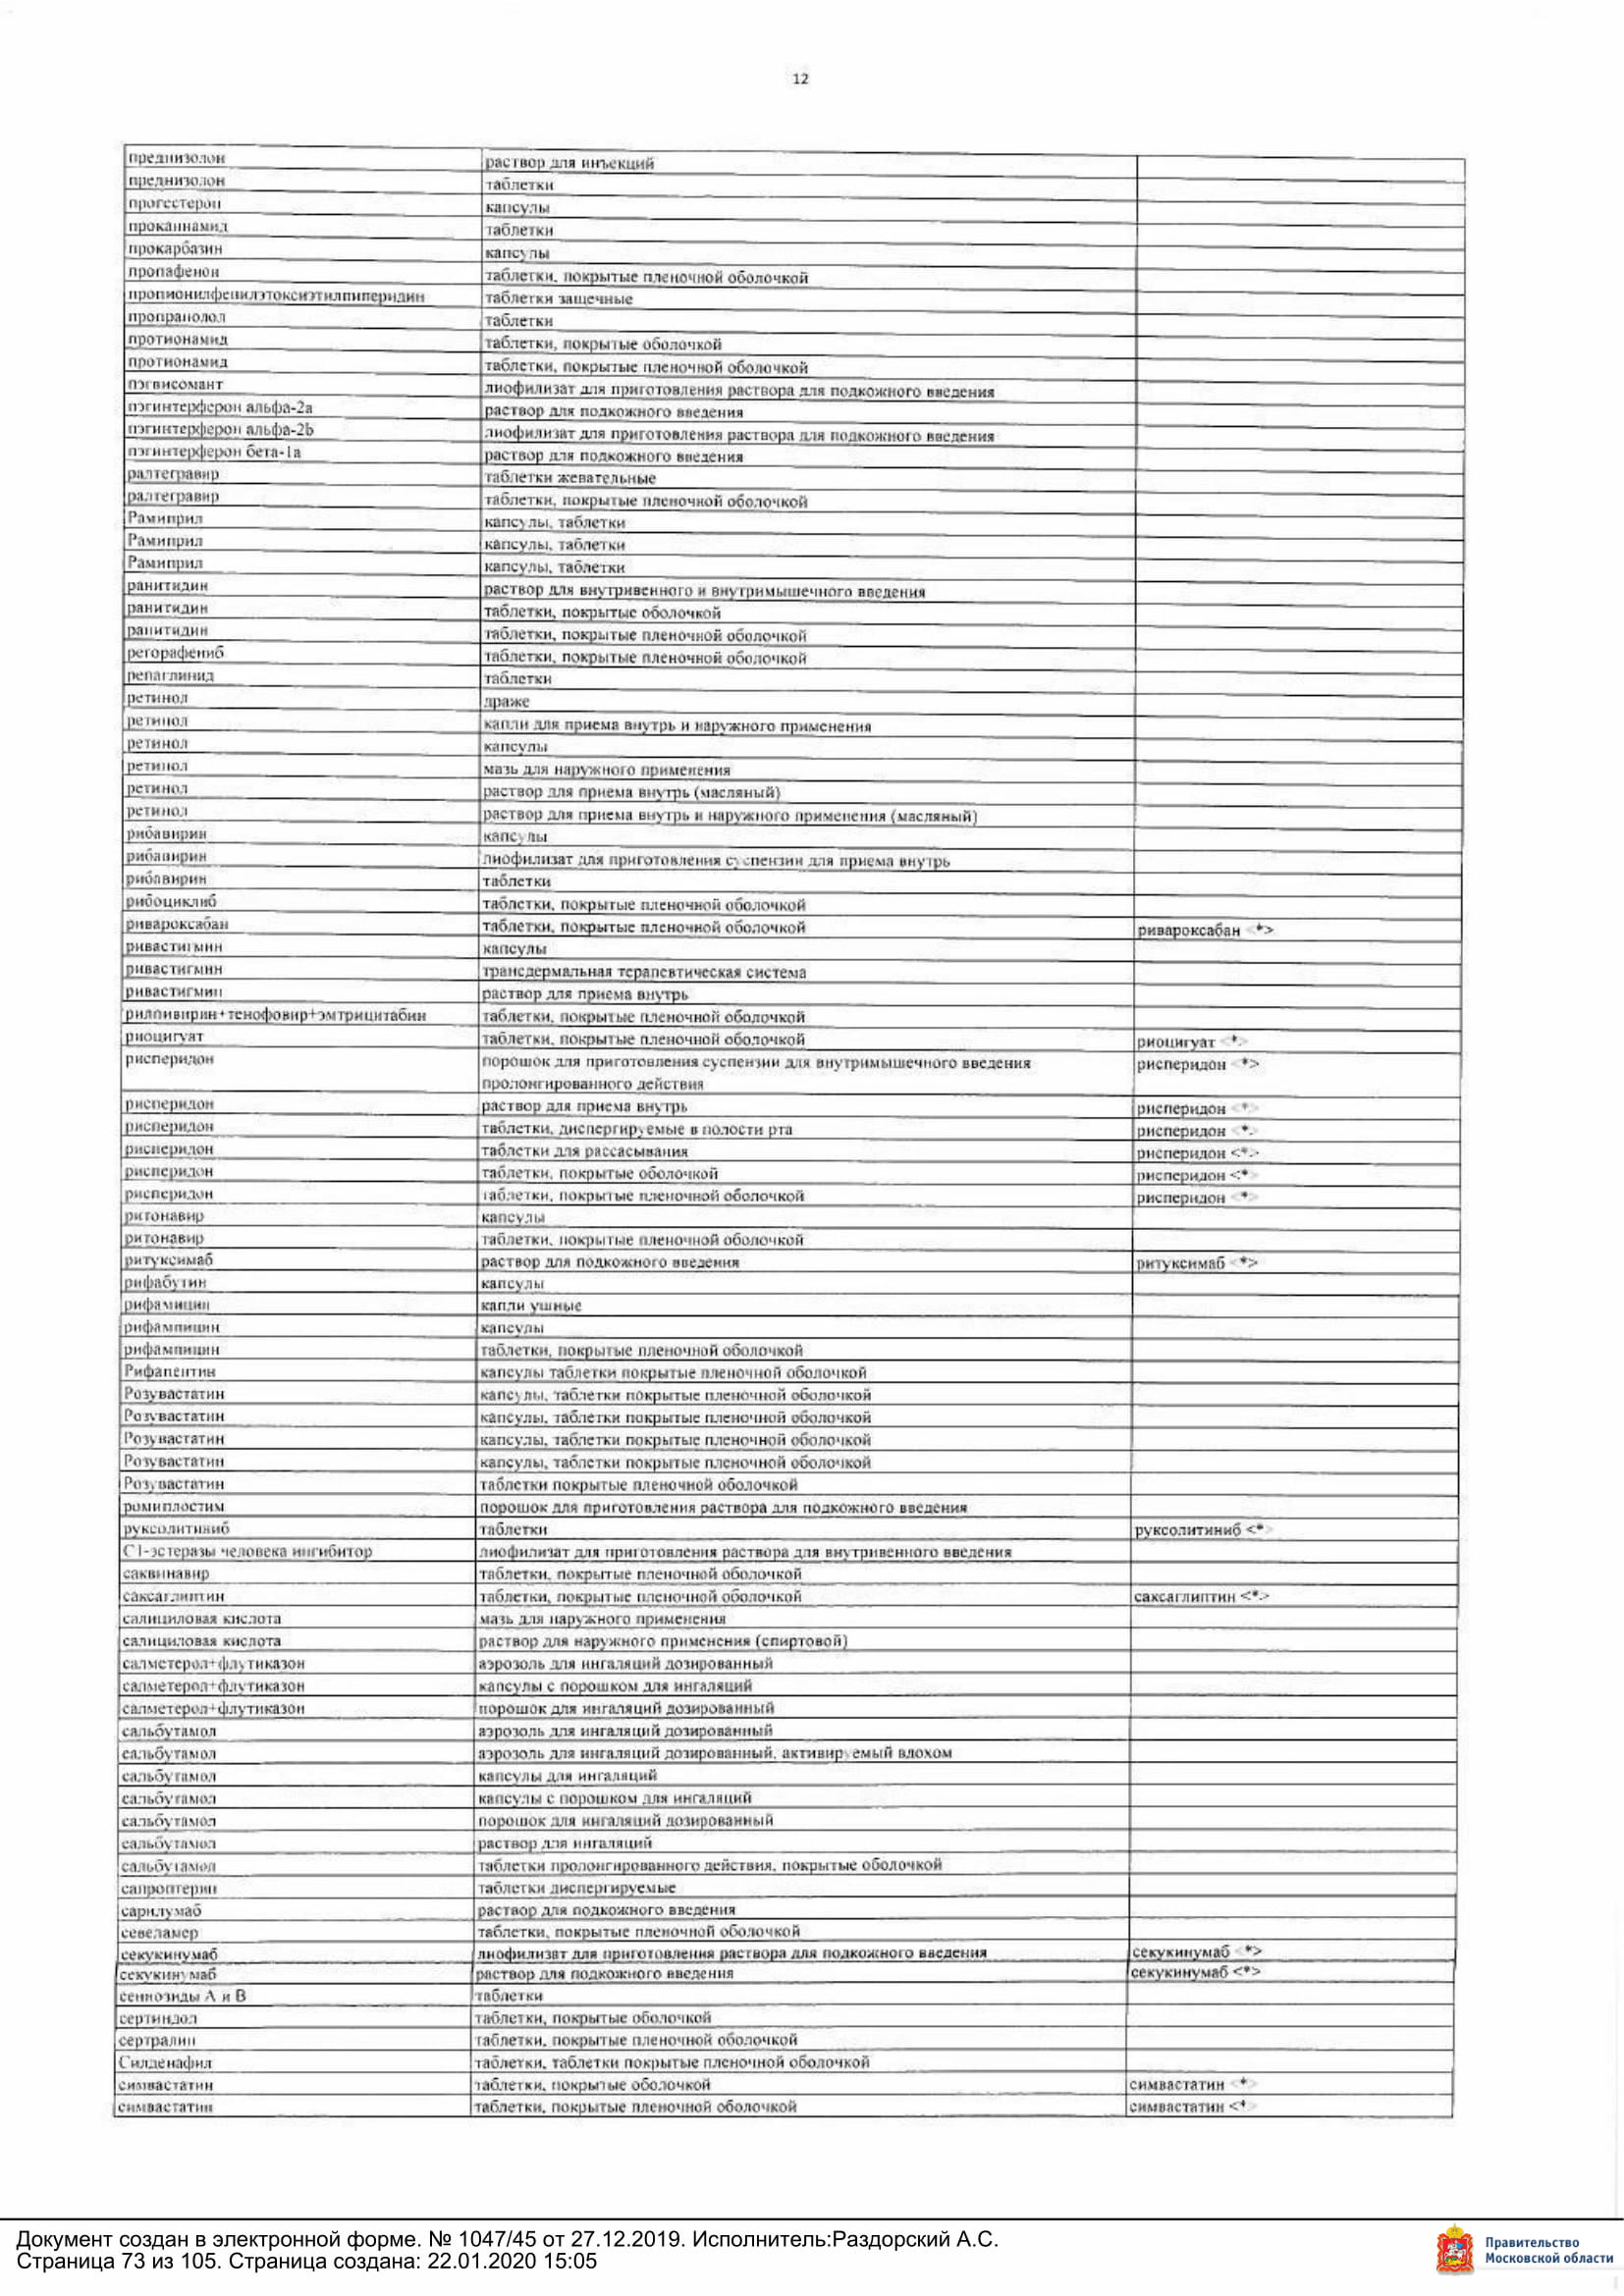 12
преднизолон раствор для инъекций
преднизолон таблетки
прогестерон капсулы
проканнамид таблетки
прокарбазин капсулы
пропафенон таблетки, покрытые пленочной оболочкой
пропионилфенилэтоксиэтилпиперидин таблетки защечные
пропранолол таблетки
протионамид таблетки, покрытые оболочкой
протионамид таблетки, покрытые пленочной оболочкой
пэгвисомант лиофилизат для приготовления раствора для подкожного введения
пэгинтерферон альфа-2a раствор для подкожного введения
пэгинтерферон альфа-2b лиофилизат для приготовления раствора для подкожного введения
пэгинтерферон бета-1a раствор для подкожного введения
ралтегравир таблетки жевательные
ралтегравир таблетки, покрытые пленочной оболочкой
Рамиприл капсулы, таблетки
Рамиприл капсулы, таблетки
Рамиприл капсулы, таблетки
ранитидин раствор для внутривенного и внутримышечного введения
ранитидин таблетки, покрытые оболочкой
ранитидин таблетки, покрытые пленочной оболочкой
регорафениб таблетки, покрытые пленочной оболочкой
репаглинид таблетки
ретинол драже
ретинол капли для приема внутрь и наружного применения
ретинол капсулы
ретинол мазь для наружного применения
ретинол раствор для приема внутрь (масляный)
ретинол раствор для приема внутрь и наружного применения (масляный)
рибавирин капсулы
рибавирин лиофилизат для приготовления суспензии для приема внутрь
рибавирин таблетки
рибоциклиб таблетки, покрытые пленочной оболочкой
ривароксабан таблетки, покрытые пленочной оболочкой ривароксабан <*>
ривастигмин капсулы
ривастигмин трансдермальная терапевтическая система
ривастигмин раствор для приема внутрь
рилпивирин+тенофовир+эмтрицитабин таблетки, покрытые пленочной оболочкой
риоцигуат таблетки, покрытые пленочной оболочкой риоцигуат <*>
рисперидон порошок для приготовления суспензии для внутримышечного введения рисперидон <*>
пролонгированного действия
рисперидон раствор для приема внутрь рисперидон <*>
рисперидон таблетки, диспергируемые в полости рта рисперидон <*>
рисперидон таблетки для рассасывания рисперидон <*>
рисперидон таблетки, покрытые оболочкой рисперидон <*>
рисперидон таблетки, покрытые пленочной оболочкой рисперидон <*>
ритонавир капсулы
ритонавир таблетки, покрытые пленочной оболочкой
ритуксимаб раствор для подкожного введения ритуксимаб <*>
рифабутин капсулы
рифамицин капли ушные
рифампицин капсулы
рифампицин таблетки, покрытые пленочной оболочкой
Рифапентин капсулы таблетки покрытые пленочной оболочкой
Розувастатин капсулы, таблетки покрытые пленочной оболочкой
Розувастатин капсулы, таблетки покрытые пленочной оболочкой
Розувастатин капсулы, таблетки покрытые пленочной оболочкой
Розувастатин капсулы, таблетки покрытые пленочной оболочкой
Розувастатин таблетки покрытые пленочной оболочкой
ромиплостим порошок для приготовления раствора для подкожного введения
руксолитиниб таблетки руксолитиниб <*>
С1-эстеразы человека ингибитор лиофилизат для приготовления раствора для внутривенного введения
саквинавир таблетки, покрытые пленочной оболочкой
саксаглиптин таблетки, покрытые пленочной оболочкой саксаглиптин <*>
салициловая кислота мазь для наружного применения
салициловая кислота раствор для наружного применения (спиртовой)
салметерол+флутиказон аэрозоль для ингаляций дозированный
салметерол+флутиказон капсулы с порошком для ингаляций
салметерол+флутиказон порошок для ингаляций дозированный
сальбутамол аэрозоль для ингаляций дозированный
сальбутамол аэрозоль для ингаляций дозированный, активируемый вдохом
сальбутамол капсулы для ингаляций
сальбутамол капсулы с порошком для ингаляций
сальбутамол порошок для ингаляций дозированный
сальбутамол раствор для ингаляций
сальбутамол таблетки пролонгированного действия, покрытые оболочкой
сапроптерин таблетки диспергируемые
сарилумаб раствор для подкожного введения
севеламер таблетки, покрытые пленочной оболочкой
секукинумаб лиофилизат для приготовления раствора для подкожного введения секукинумаб <*>
секукинумаб раствор для подкожного введения секукинумаб <*>
сеннозиды А и В таблетки
сертиндол таблетки, покрытые оболочкой
сертралин таблетки, покрытые пленочной оболочкой
Силденафил таблетки, таблетки покрытые пленочной оболочкой
симвастатин таблетки, покрытые оболочкой симвастатин <*>
симвастатин таблетки, покрытые пленочной оболочкой симвастатин <*>
Документ создан в электронной форме. № 1047/45 от 27.12.2019. Исполнитель:Раздорский А.С.
Страница 73 из 105. Страница создана: 22.01.2020 15:05
Правительство
Московской области